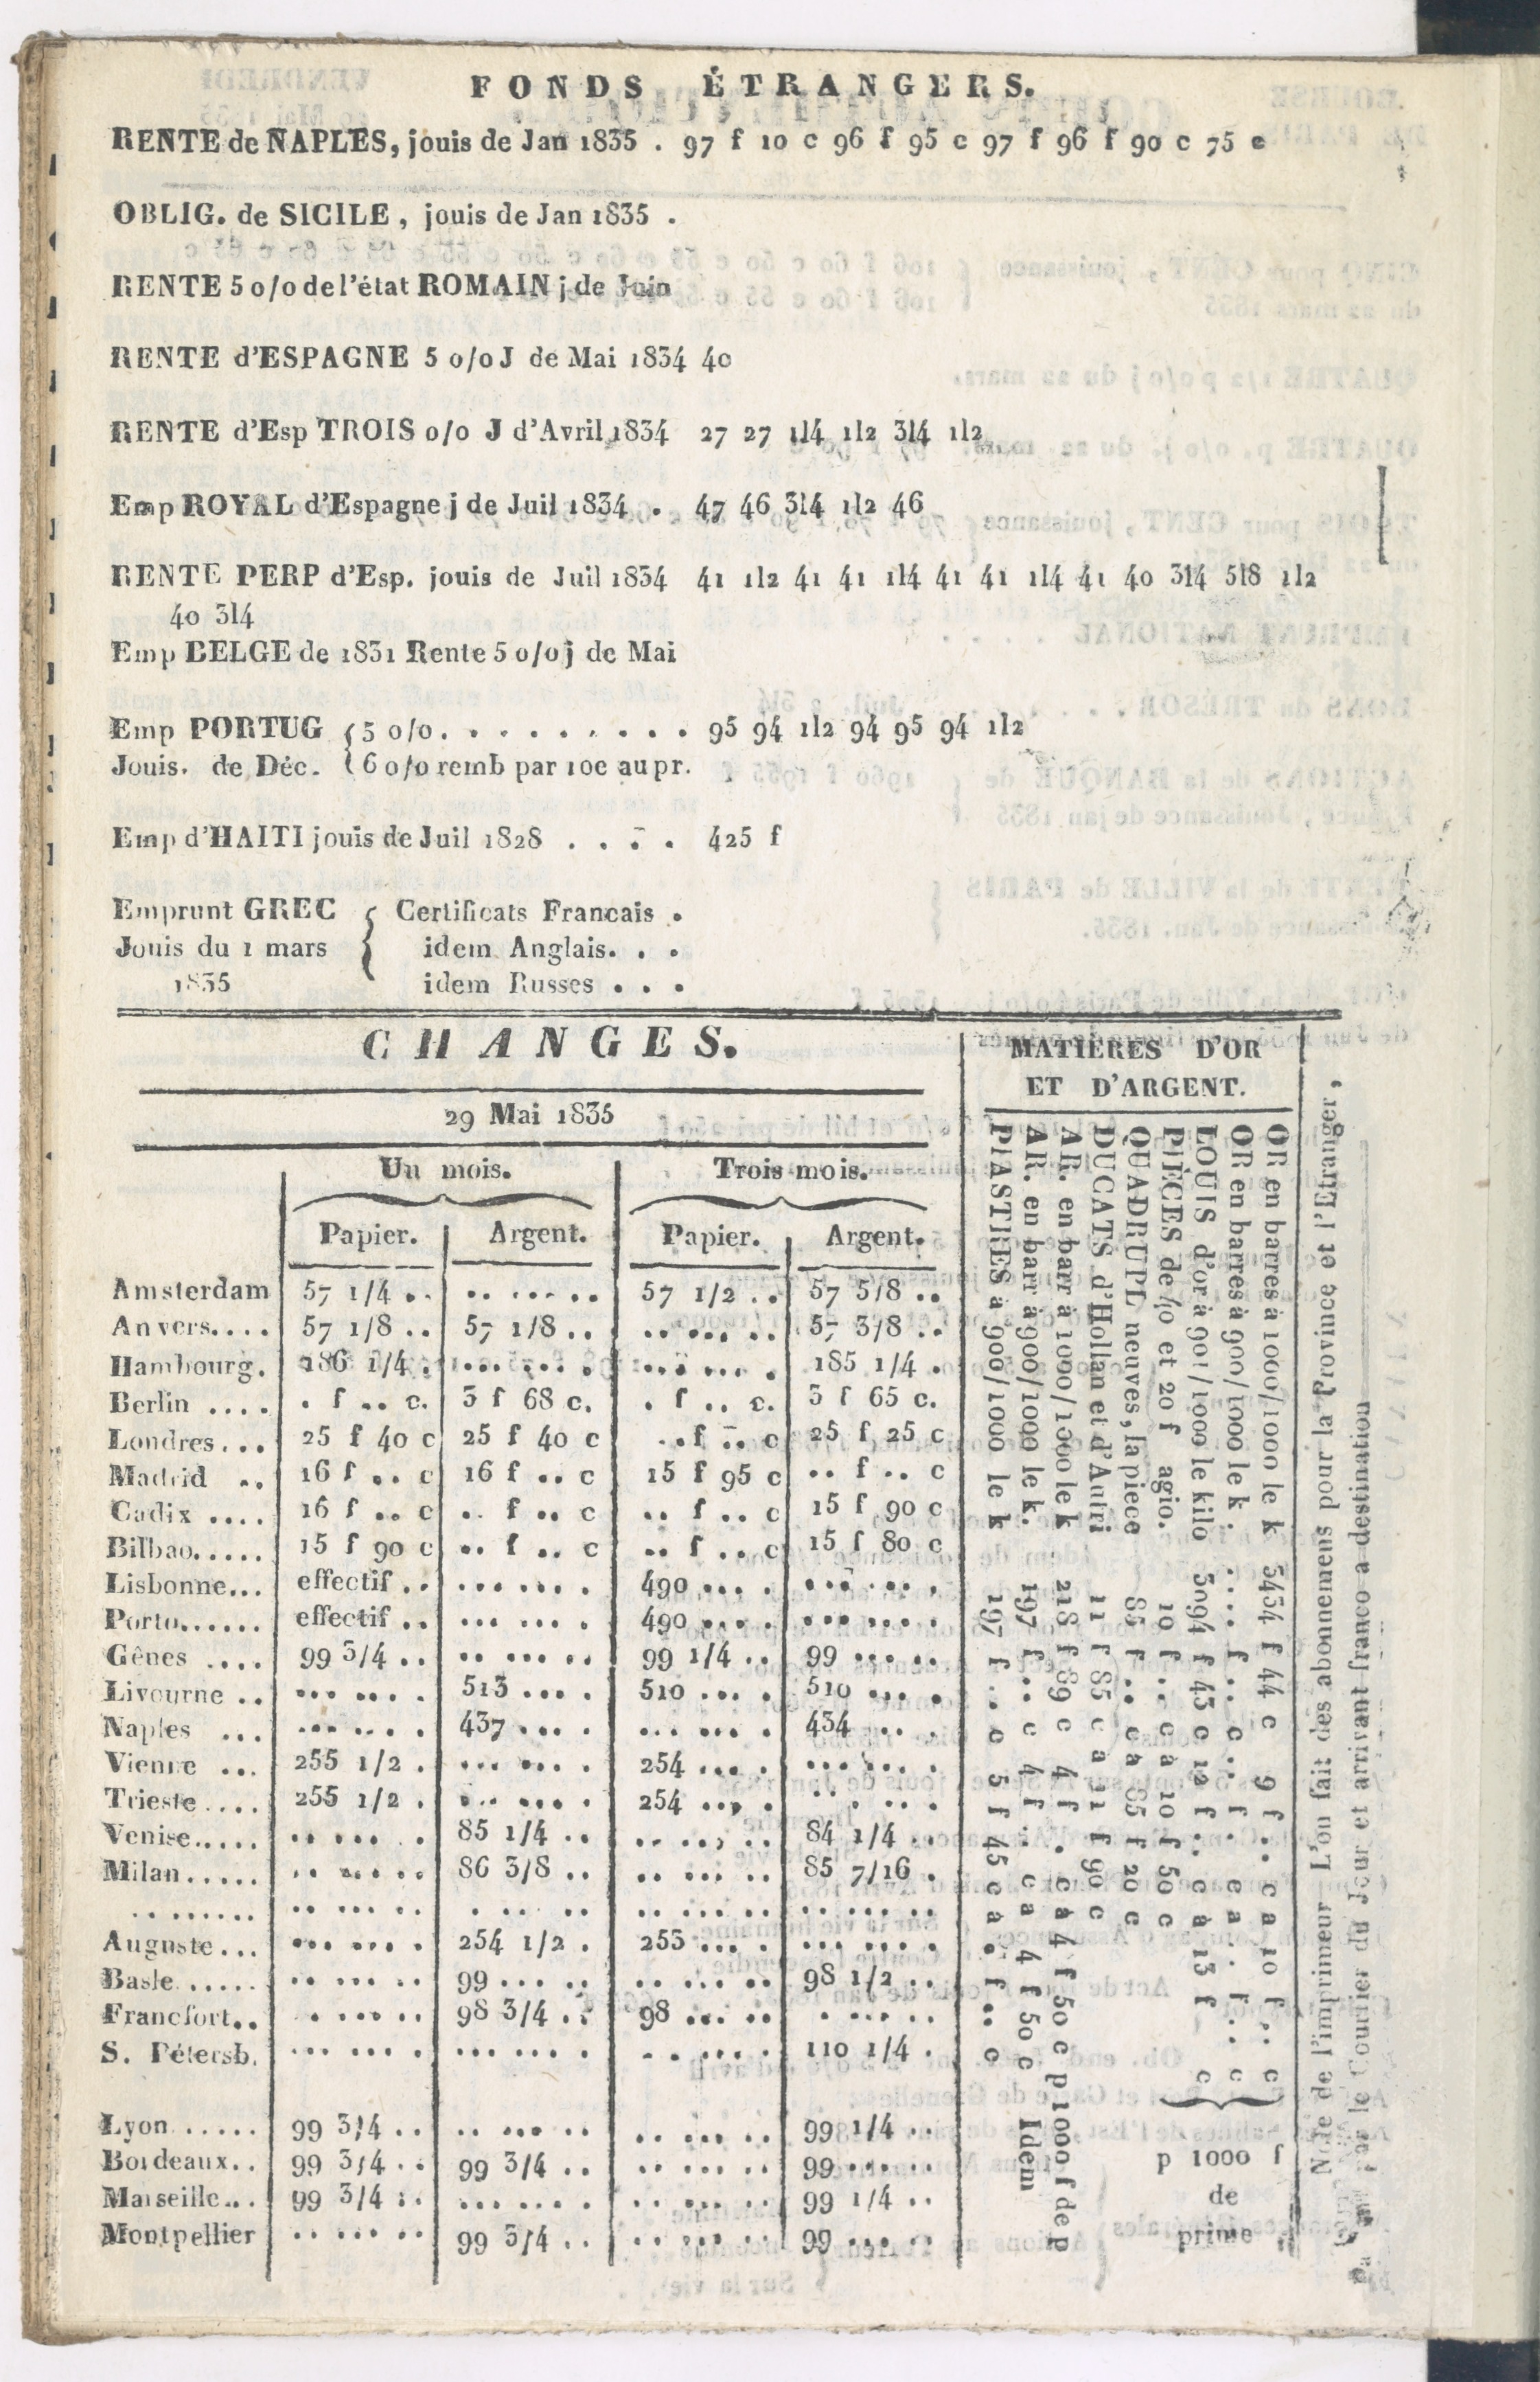 FONDS ÉTRANGERS.
RENTE de NAPLES, jouis de Jan 1835 . 97 f 10 c 96 f 95 c 97 f 96 f 90 c 75 c
OBLIG. de SICILE , jouis de Jan 1835 .
RENTE 5 o/o de l'état ROMAIN j de Juin
RENTE d'ESPAGNE 5 o/o J de Mai 1834 40
RENTE d'Esp TROIS o/o J d'Avril 1834 27 27 1l4 1l2 3l4 1l2
Emp ROYAL d'Espagne j de Juil 1834 . 47 46 3l4 1l2 46
RENTE PERP d'Esp. jouis de Juil 1834 41 1l2 41 41 1l4 41 41 1l4 41 40 3l4 5l8 1l2
40 3l4
Emp BELGE de 1831 Rente 5 o/o j de Mai
Emp PORTUG { 5 o/o. . . . . . . . . . 95 94 1l2 94 95 94 1l2
Jouis. de Déc. { 6 o/o remb par 10e au pr.
Emp d'HAITI jouis de Juil 1828 . . . . 425 f
Emprunt GREC { Certificats Francais .
Jouis du 1 mars idem Anglais. . .
1835 idem Russes . . .
CHANGES.
29 Mai 1835
Un mois. Trois mois.
Papier. Argent. Papier. Argent.
Amsterdam 57 1/4 .. .. ... .. 57 1/2 .. 57 5/8 ..
Anvers.... 57 1/8 .. 57 1/8 .. .. ... .. 57 3/8 ..
Hambourg. 186 1/4 . ... ... . ... ... . 185 1/4 .
Berlin .... . f .. c. 3 f 68 c. . f .. c. 3 f 65 c.
Londres... 25 f 40 c 25 f 40 c .. f .. c 25 f 25 c
Madrid .. 16 f .. c 16 f .. c 15 f 95 c .. f .. c
Cadix .... 16 f .. c .. f .. c .. f .. c 15 f 90 c
Bilbao..... 15 f 90 c .. f .. c .. f .. c 15 f 80 c
Lisbonne... effectif .. ... ... . 490 ... . ... ... .
Porto...... effectif .. ... ... . 490 ... . ... ... .
Gênes .... 99 3/4 .. .. ... .. 99 1/4 .. 99 ... ..
Livourne .. ... ... . 513 ... . 510 ... . 510 ... .
Naples ... ... ... . 437 ... . ... ... . 434 ... .
Vienne ... 255 1/2 . ... ... . 254 ... . ... ... .
Trieste.... 255 1/2 . ... ... . 254 ... . .. ... ..
Venise..... .. ... . 85 1/4 .. .. ... .. 84 1/4 ..
Milan..... .. ... .. 86 3/8 .. .. ... .. 85 7/16 .
.. ...... .. ... .. . .. .. .. ... .. .. ... ..
Auguste... ... ... . 254 1/2 . 253 ... . ... ... .
Basle..... .. ... .. 99 ... .. .. ... .. 98 1/2 ..
Francfort.. . ... .. 98 3/4 .. 98 ... .. . ... ..
S. Pétersb. ... ... . ... ... . .. ... . 110 1/4 .
Lyon ..... 99 3/4 .. .. ... .. .. ... .. 99 1/4 ..
Bordeaux.. 99 3/4 .. 99 3/4 .. .. ... .. 99 ... ..
Marseille... 99 3/4 .. ... ... . .. ... .. 99 1/4 ..
Montpellier .. ... .. 99 3/4 .. .. ... .. 99 ... ..
MATIÈRES D'OR
ET D'ARGENT.
OR en barres à 1000/1000 le k 3434 f 44 c 9 f .. c a 10 f .. c
OR en barres à 900/1000 le k . .... f .. c .. f . c a .. f .. c
LOUIS d'or à 901/1000 le kilo 3094 f 43 c 12 f .. c à 13 f c
PIÈCES de 40 et 20 f agio. 10 f .. c à 10 f 50 c
QUADRUPL neuves, la piece 85 f .. c a 85 f 20 c
DUCATS d'Hollan et d'Autri 11 f 85 c a 11 f 90 c
AR. en barr à 1000/1000 le k 218 f 89 c 4 f . c à 4 f 50 c p 1000 f de p
AR. en barr à 900/1000 le k. 197 f .. c 4 f . c a 4 f 50 c Idem
PIASTRES à 900/1000 le k 197 f .. c 5 f 45 c à . f .. c
p 1000 f
de
prime
Note de l'imprimeur — L'on fait des abonnemens pour la Province et l'Etranger,
par le Courrier du Jour et arrivant franco a destination